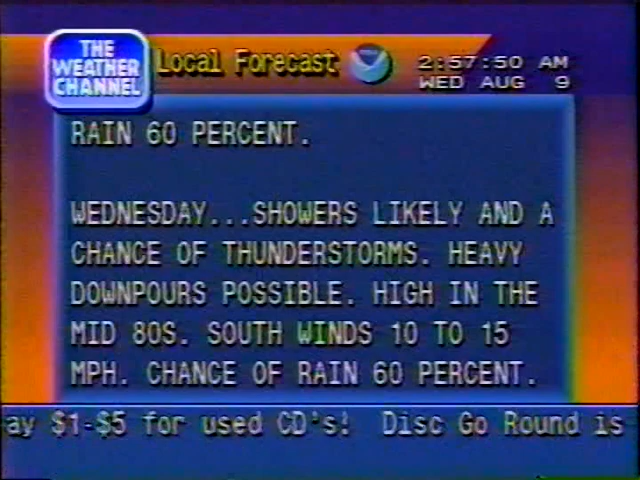 THE
WEATHER
CHANNEL
Local Forecast
2:57:50 AM
WED AUG 9
RAIN 60 PERCENT.
WEDNESDAY...SHOWERS LIKELY AND A
CHANCE OF THUNDERSTORMS. HEAVY
DOWNPOURS POSSIBLE. HIGH IN THE
MID 80S. SOUTH WINDS 10 TO 15
MPH. CHANCE OF RAIN 60 PERCENT.
ay $1-$5 for used CD's! Disc Go Round is